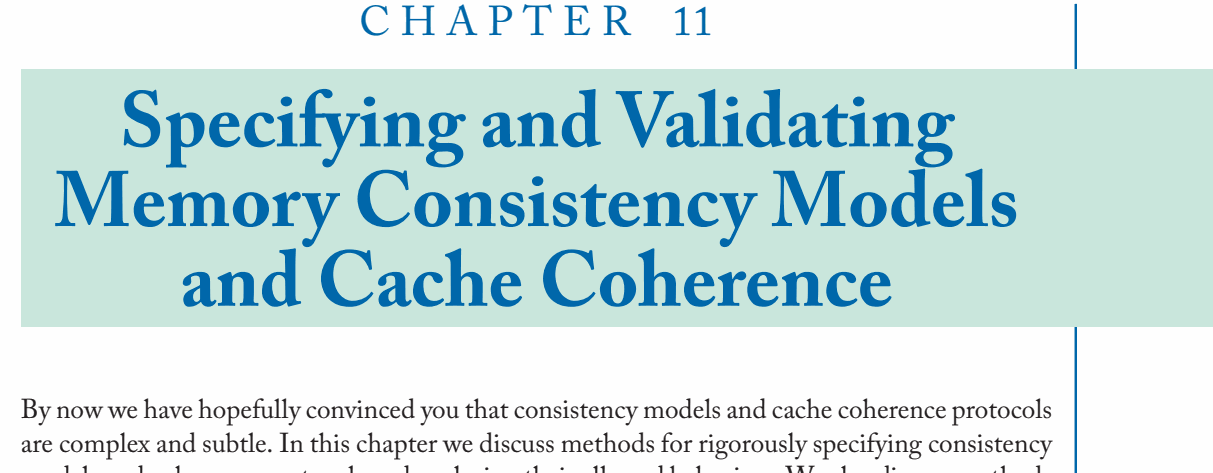 CHAPTER 11
Specifying and Validating
Memory Consistency Models
and Cache Coherence
By now we have hopefully convinced you that consistency models and cache coherence protocols
are complex and subtle. In this chapter we discuss methods for rigorously specifying consistency